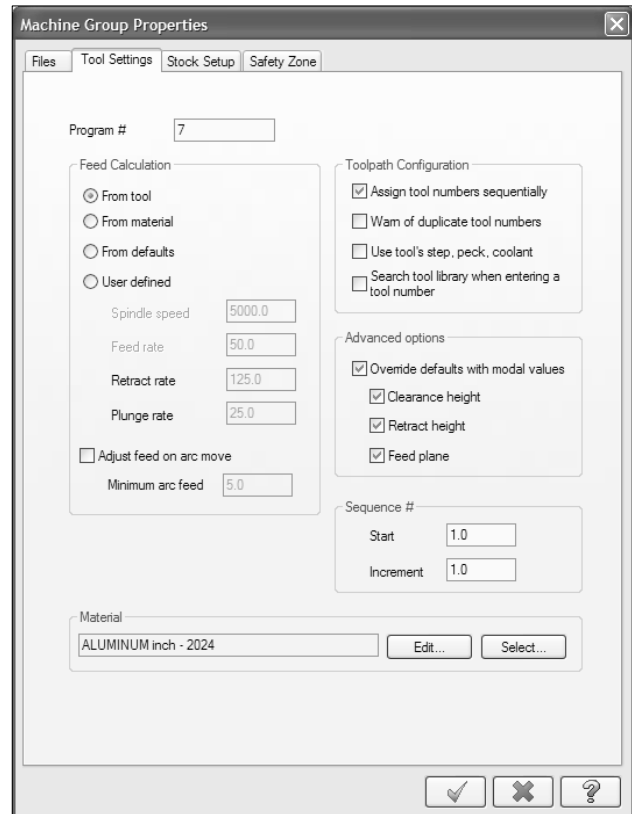 Machine Group Properties
Files
Tool Settings
Stock Setup
Safety Zone
Program #
7
Feed Calculation
From tool
From material
From defaults
User defined
Spindle speed
5000.0
Feed rate
50.0
Retract rate
125.0
Plunge rate
25.0
Adjust feed on arc move
Minimum arc feed
5.0
Toolpath Configuration
Assign tool numbers sequentially
Warn of duplicate tool numbers
Use tool's step, peck, coolant
Search tool library when entering a
tool number
Advanced options
Override defaults with modal values
Clearance height
Retract height
Feed plane
Sequence #
Start
1.0
Increment
1.0
Material
ALUMINUM inch - 2024
Edit...
Select...
?